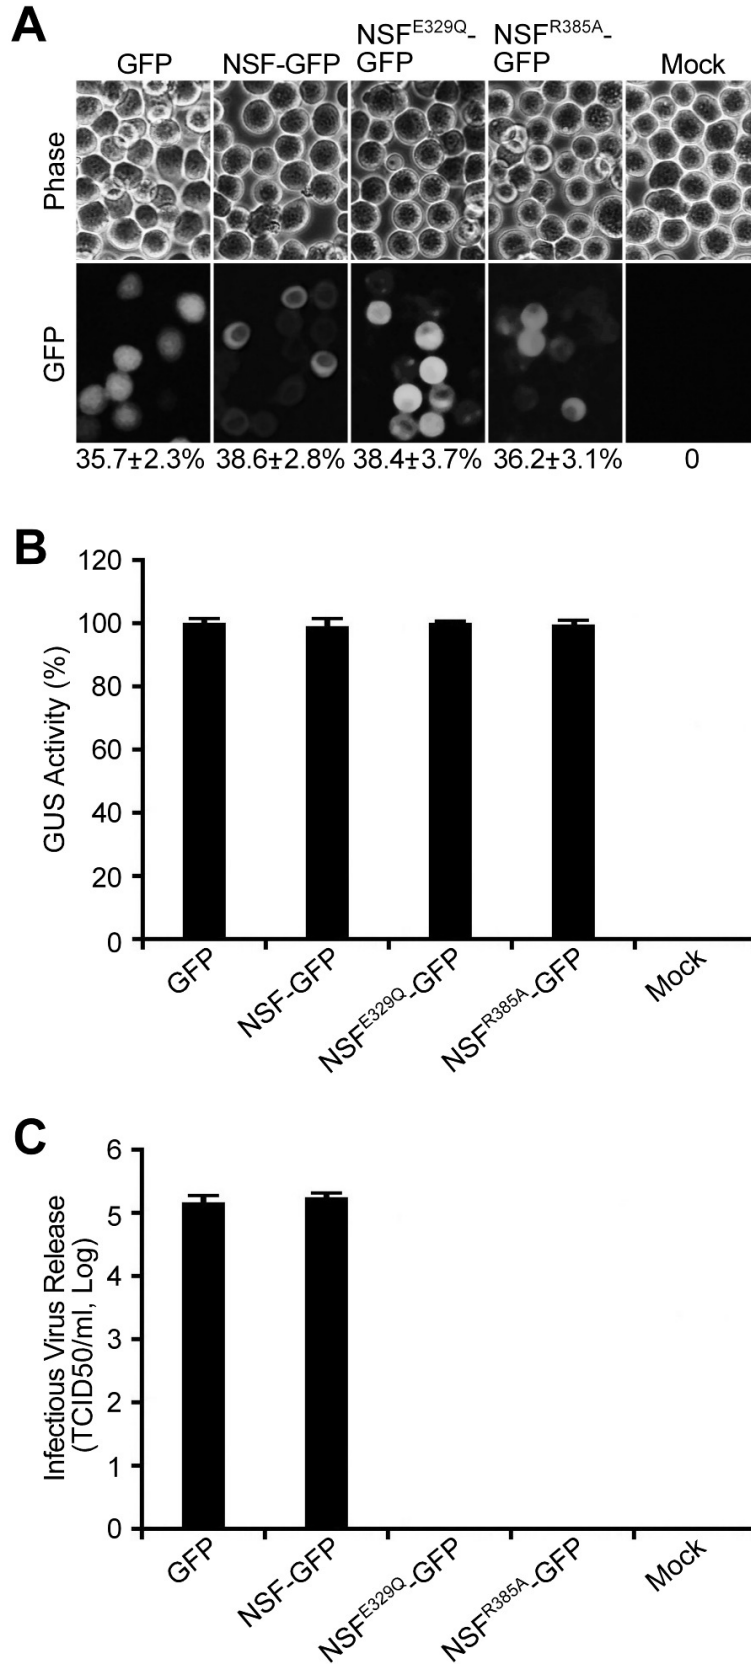 A
GFP NSF-GFP NSFE329Q-GFP NSFR385A-GFP Mock
Phase
GFP
35.7±2.3% 38.6±2.8% 38.4±3.7% 36.2±3.1% 0
B
GUS Activity (%)
120
100
80
60
40
20
0
GFP NSF-GFP NSFE329Q-GFP NSFR385A-GFP Mock
C
Infectious Virus Release
(TCID50/ml, Log)
6
5
4
3
2
1
0
GFP NSF-GFP NSFE329Q-GFP NSFR385A-GFP Mock